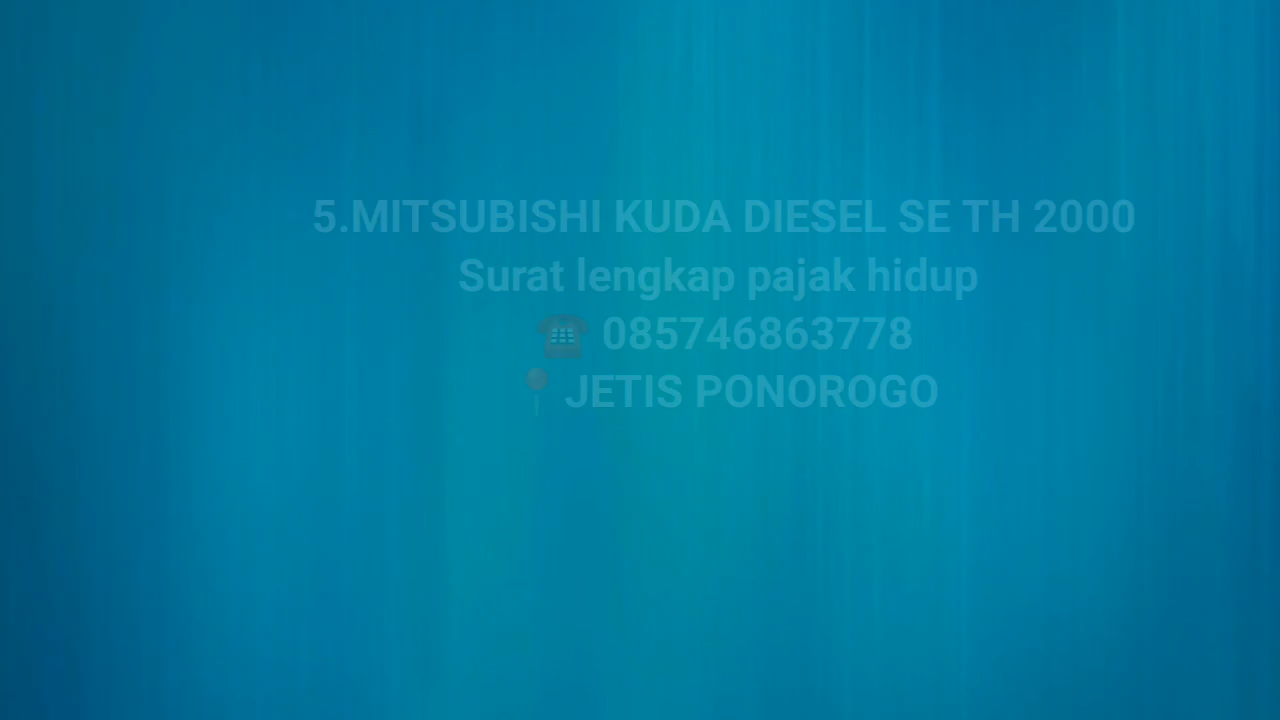 5.MITSUBISHI KUDA DIESEL SE TH 2000
Surat lengkap pajak hidup
☎ 085746863778
📍 JETIS PONOROGO